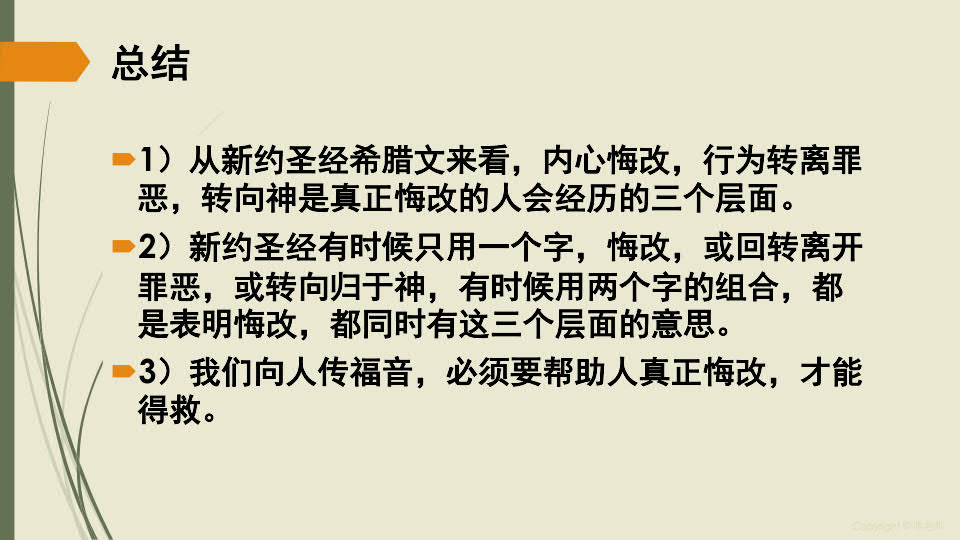 总结
1）从新约圣经希腊文来看，内心悔改，行为转离罪
恶，转向神是真正悔改的人会经历的三个层面。
2）新约圣经有时候只用一个字，悔改，或回转离开
罪恶，或转向归于神，有时候用两个字的组合，都
是表明悔改，都同时有这三个层面的意思。
3）我们向人传福音，必须要帮助人真正悔改，才能
得救。
Copyright